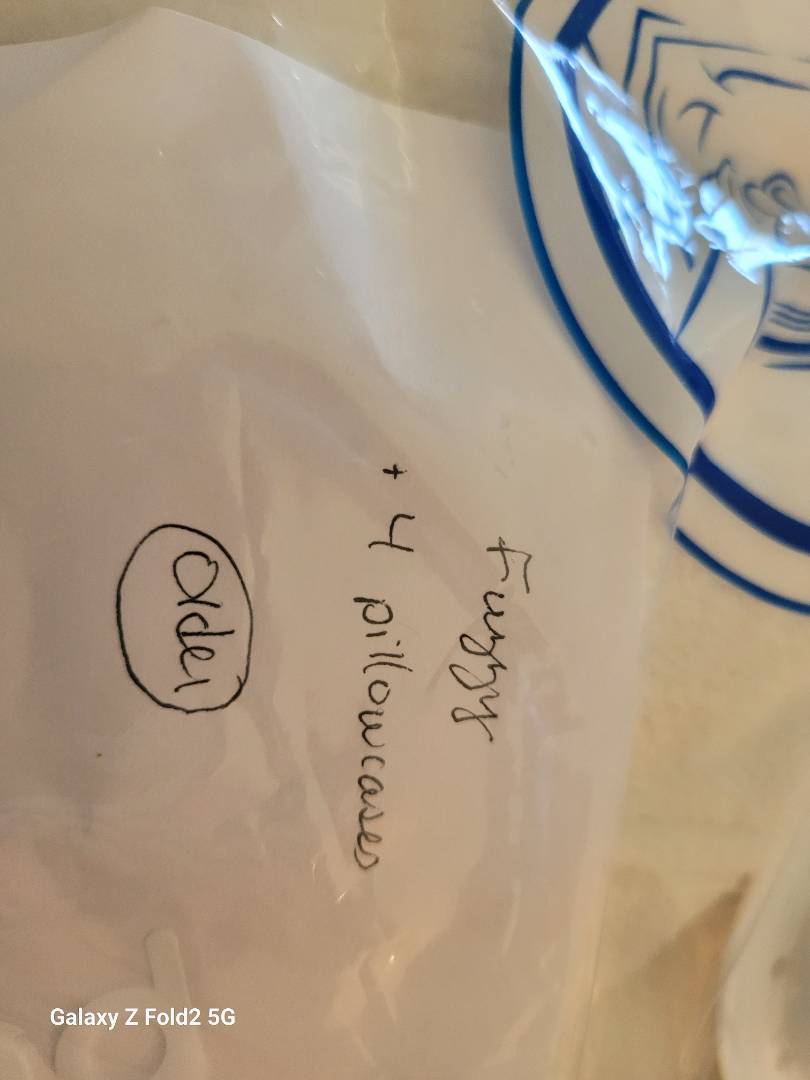 Fuzzy
+ 4 pillowcases
Older
Galaxy Z Fold2 5G